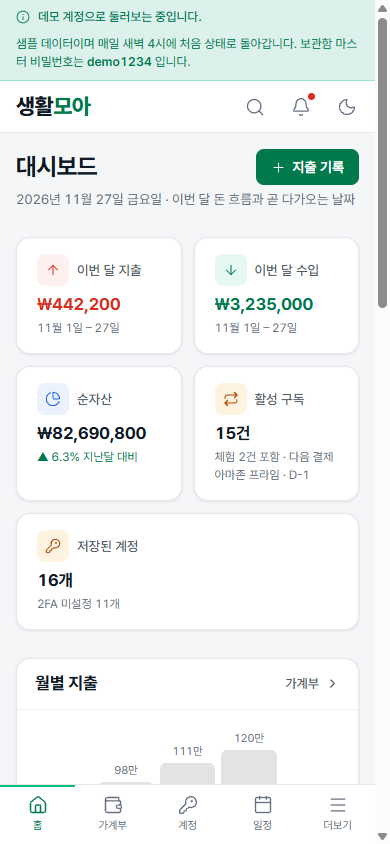 데모 계정으로 둘러보는 중입니다.
샘플 데이터이며 매일 새벽 4시에 처음 상태로 돌아갑니다. 보관함 마스
터 비밀번호는 demo1234 입니다.
생활모아
대시보드
지출 기록
2026년 11월 27일 금요일 · 이번 달 돈 흐름과 곧 다가오는 날짜
이번 달 지출
₩442,200
11월 1일 – 27일
이번 달 수입
₩3,235,000
11월 1일 – 27일
순자산
₩82,690,800
▲ 6.3% 지난달 대비
활성 구독
15건
체험 2건 포함 · 다음 결제
아마존 프라임 · D-1
저장된 계정
16개
2FA 미설정 11개
월별 지출
가계부
98만
111만
120만
홈
가계부
계정
일정
더보기